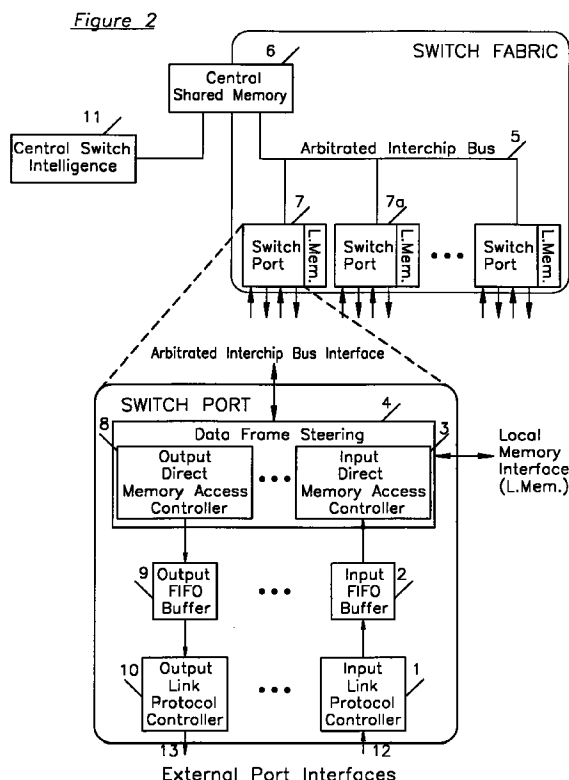 Figure 2
6
SWITCH FABRIC
Central
Shared Memory
11
Central Switch
Intelligence
Arbitrated Interchip Bus
5
7
7a
Switch
Port
L.Mem.
Switch
Port
L.Mem.
•••
Switch
Port
L.Mem.
Arbitrated Interchip Bus Interface
SWITCH PORT
4
8
Data Frame Steering
3
Output
Direct
Memory Access
Controller
•••
Input
Direct
Memory Access
Controller
Local
Memory
Interface
(L.Mem.)
9
Output
FIFO
Buffer
•••
Input
FIFO
Buffer
2
10
Output
Link
Protocol
Controller
•••
Input
Link
Protocol
Controller
1
13
12
External Port Interfaces